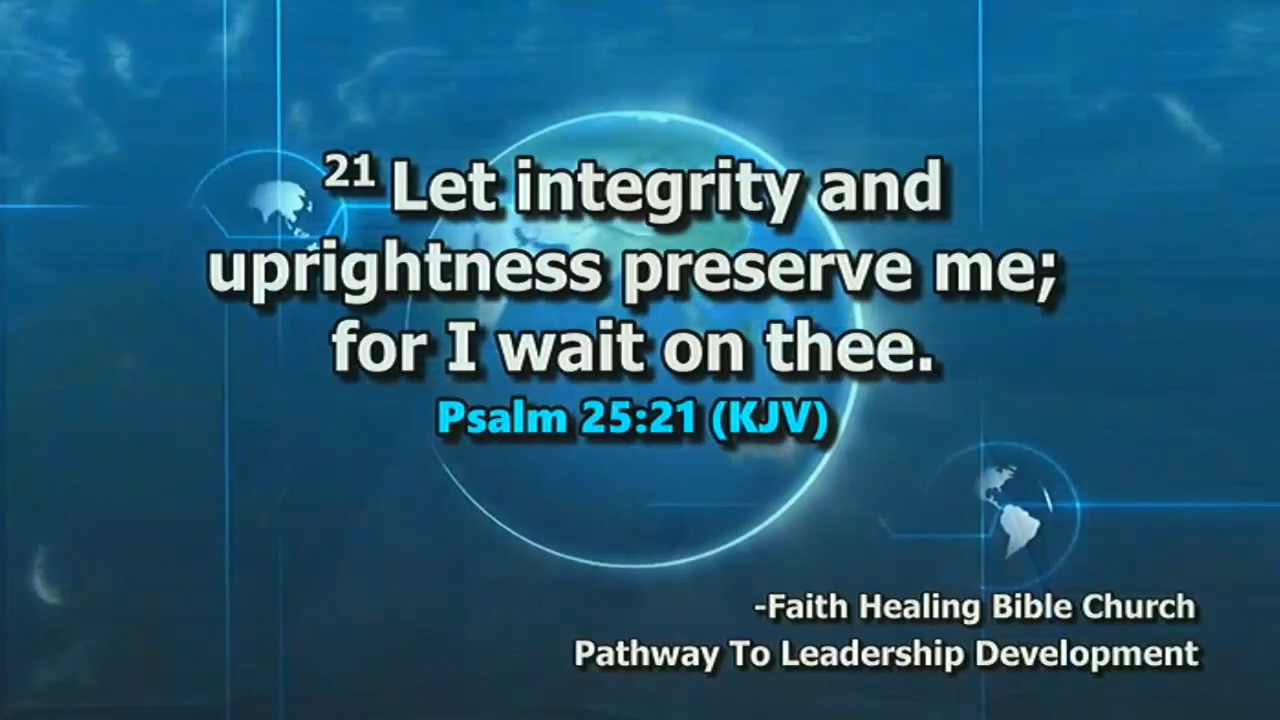 21 Let integrity and
uprightness preserve me;
for I wait on thee.
Psalm 25:21 (KJV)
-Faith Healing Bible Church
Pathway To Leadership Development